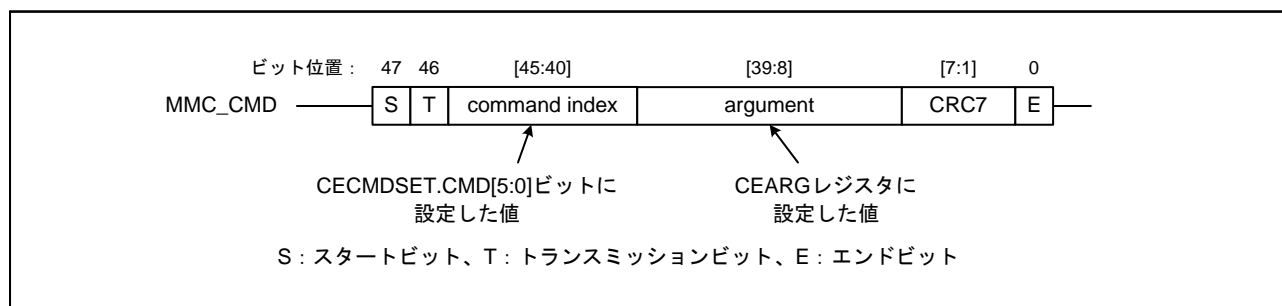 ビット位置： 47 46 [45:40] [39:8] [7:1] 0
MMC_CMD S T command index argument CRC7 E
CECMDSET.CMD[5:0]ビットに
設定した値
CEARGレジスタに
設定した値
S：スタートビット、T：トランスミッションビット、E：エンドビット